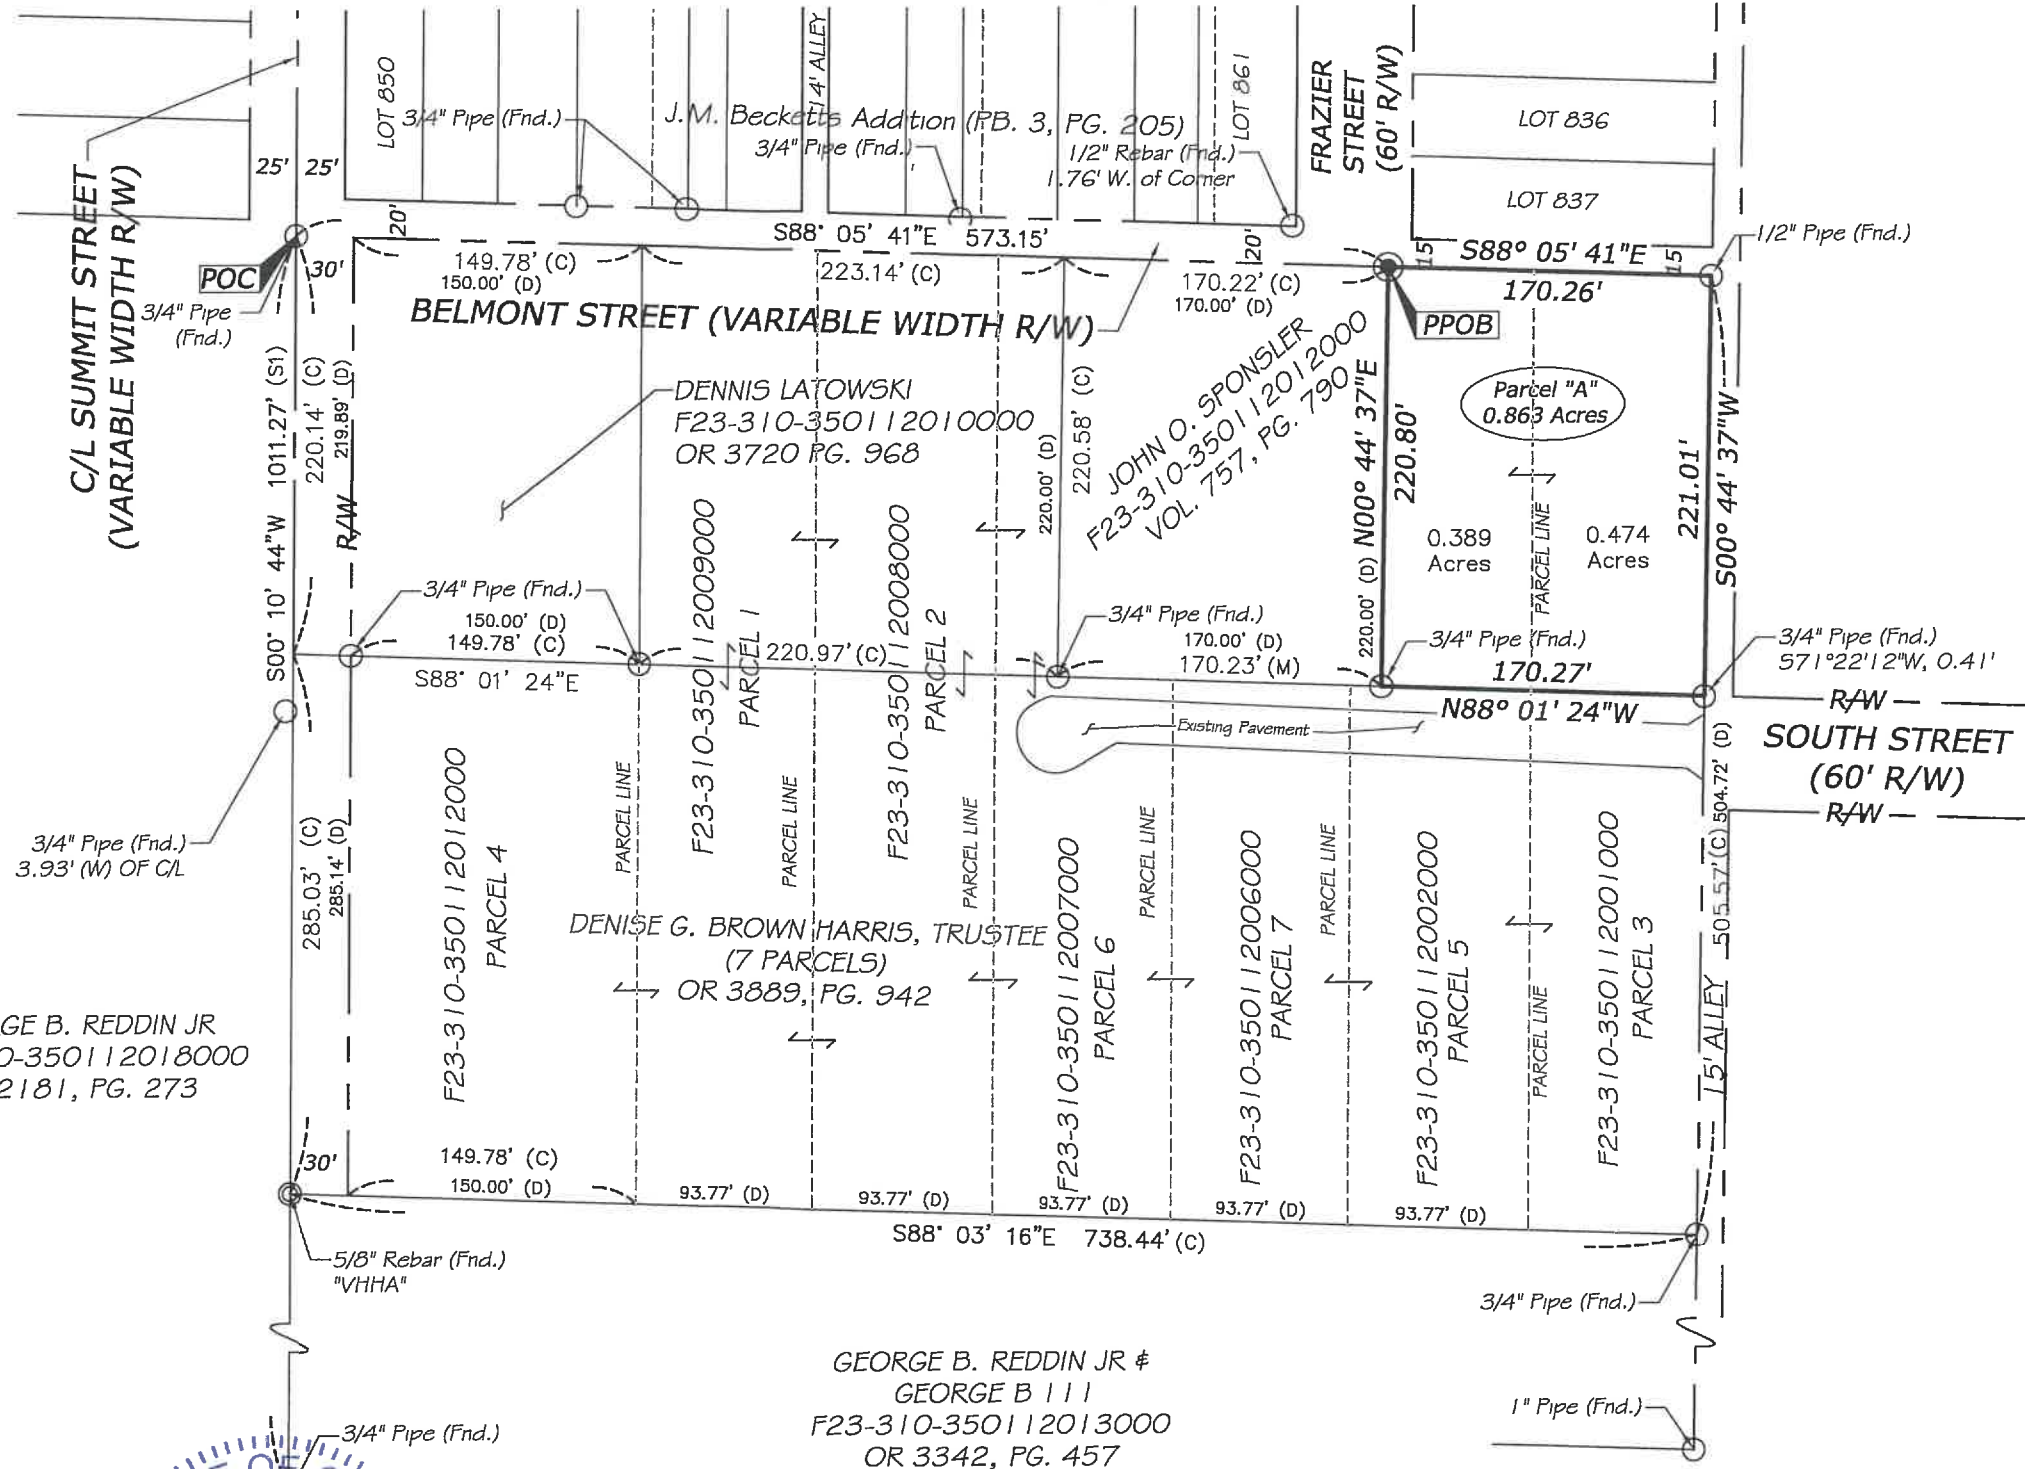 LOT 850
14' ALLEY
LOT 861
FRAZIER
STREET
(60' R/W)
LOT 836
LOT 837
3/4" Pipe (Fnd.)
J.M. Becketts Addition (PB. 3, PG. 205)
3/4" Pipe (Fnd.)
1/2" Rebar (Fnd.)
1.76' W. of Corner
25' 25'
C/L SUMMIT STREET
(VARIABLE WIDTH R/W)
POC
3/4" Pipe
(Fnd.)
30'
20'
S88° 05' 41"E 573.15'
20'
149.78' (C)
150.00' (D)
223.14' (C)
170.22' (C)
170.00' (D)
BELMONT STREET (VARIABLE WIDTH R/W)
15'
S88° 05' 41"E
15'
170.26'
1/2" Pipe (Fnd.)
PPOB
S00° 10' 44"W 1011.27' (S1)
220.14' (C)
219.89' (D)
R/W
DENNIS LATOWSKI
F23-310-350112010000
OR 3720 PG. 968
220.00' (D)
220.58' (C)
JOHN O. SPONSLER
F23-310-350112012000
VOL. 757, PG. 790
220.00' (D) N00° 44' 37"E
220.80'
Parcel "A"
0.863 Acres
0.389
Acres
PARCEL LINE
0.474
Acres
221.01'
S00° 44' 37"W
3/4" Pipe (Fnd.)
150.00' (D)
149.78' (C)
S88° 01' 24"E
220.97' (C)
3/4" Pipe (Fnd.)
170.00' (D)
170.23' (M)
3/4" Pipe (Fnd.)
170.27'
N88° 01' 24"W
3/4" Pipe (Fnd.)
S71°22'12"W, 0.41'
R/W
SOUTH STREET
(60' R/W)
R/W
Existing Pavement
3/4" Pipe (Fnd.)
3.93' (W) OF C/L
285.03' (C)
285.14' (D)
F23-310-350112012000
PARCEL 4
PARCEL LINE
F23-310-350112009000
PARCEL 1
PARCEL LINE
F23-310-350112008000
PARCEL 2
PARCEL LINE
F23-310-350112007000
PARCEL 6
PARCEL LINE
F23-310-350112006000
PARCEL 7
PARCEL LINE
F23-310-350112002000
PARCEL 5
PARCEL LINE
F23-310-350112001000
PARCEL 3
15' ALLEY 505.57' (C) 504.72' (D)
DENISE G. BROWN HARRIS, TRUSTEE
(7 PARCELS)
OR 3889, PG. 942
GE B. REDDIN JR
0-350112018000
2181, PG. 273
30'
149.78' (C)
150.00' (D)
93.77' (D)
93.77' (D)
93.77' (D)
93.77' (D)
93.77' (D)
S88° 03' 16"E 738.44' (C)
5/8" Rebar (Fnd.)
"VHHA"
3/4" Pipe (Fnd.)
GEORGE B. REDDIN JR &
GEORGE B 111
F23-310-350112013000
OR 3342, PG. 457
1" Pipe (Fnd.)
3/4" Pipe (Fnd.)